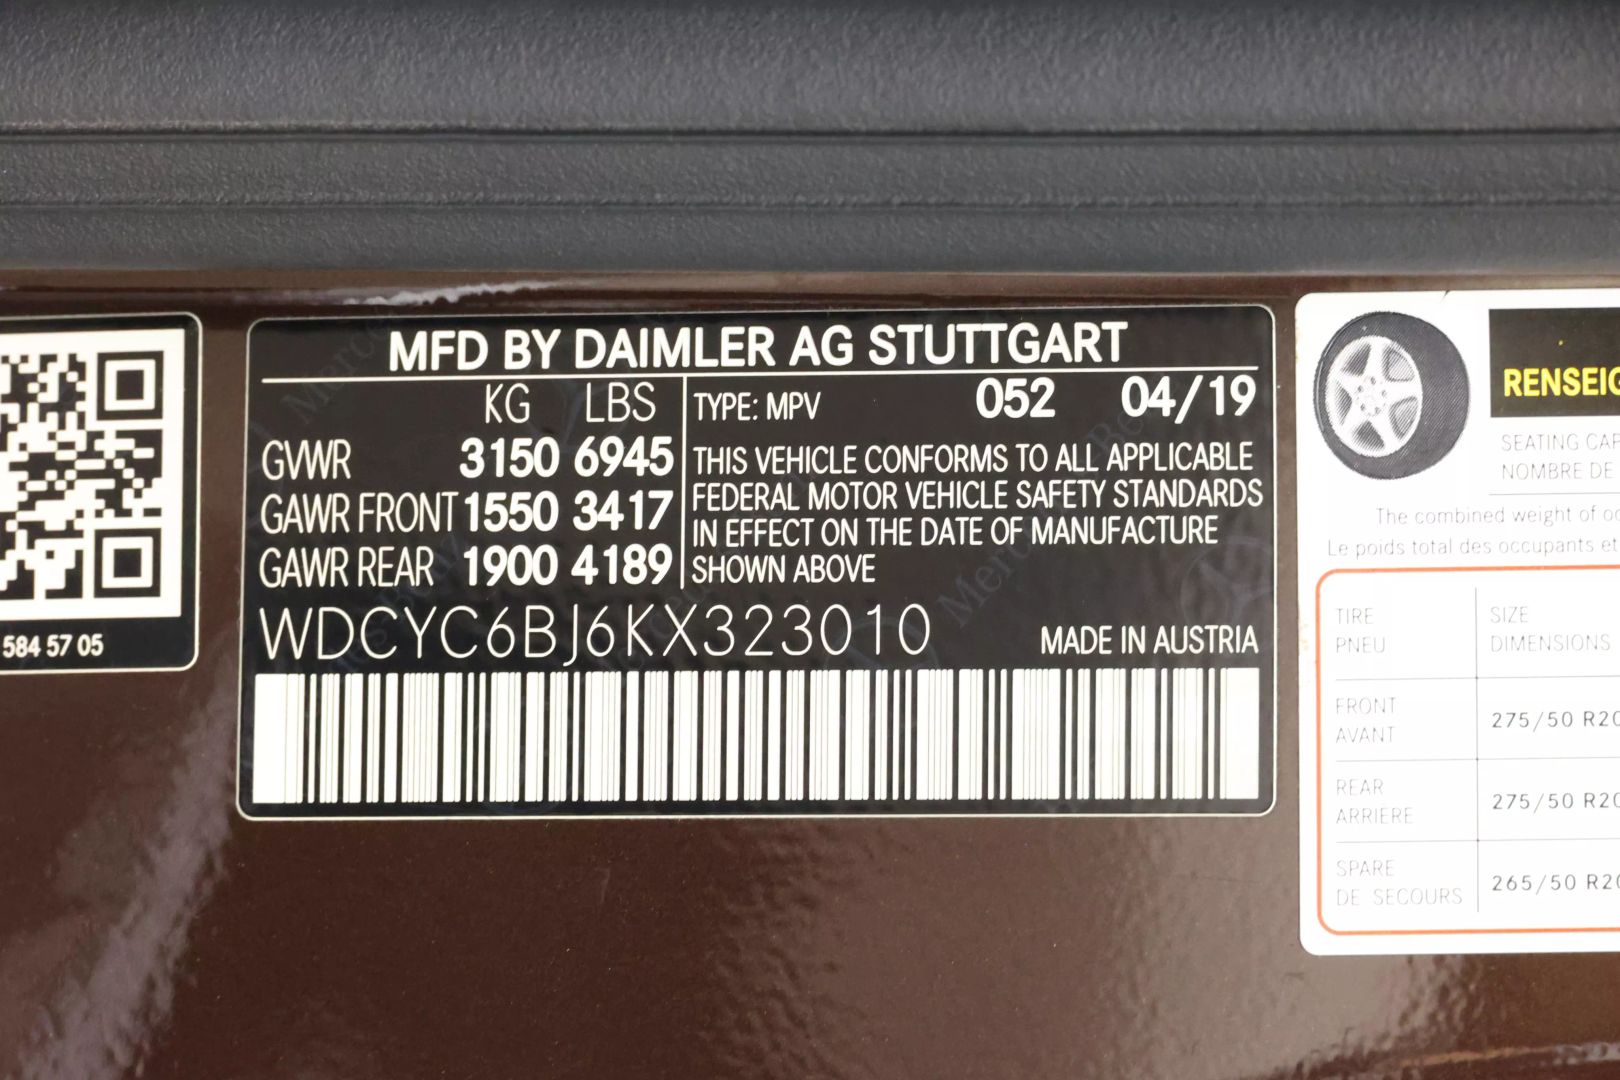 584 57 05
MFD BY DAIMLER AG STUTTGART
KG LBS
GVWR 3150 6945
GAWR FRONT 1550 3417
GAWR REAR 1900 4189
TYPE: MPV 052 04/19
THIS VEHICLE CONFORMS TO ALL APPLICABLE
FEDERAL MOTOR VEHICLE SAFETY STANDARDS
IN EFFECT ON THE DATE OF MANUFACTURE
SHOWN ABOVE
WDCYC6BJ6KX323010
MADE IN AUSTRIA
RENSEIG
SEATING CAP
NOMBRE DE
The combined weight of oc
Le poids total des occupants et
TIRE SIZE
PNEU DIMENSIONS
FRONT
AVANT
275/50 R20
REAR
ARRIERE
275/50 R20
SPARE
DE SECOURS
265/50 R20